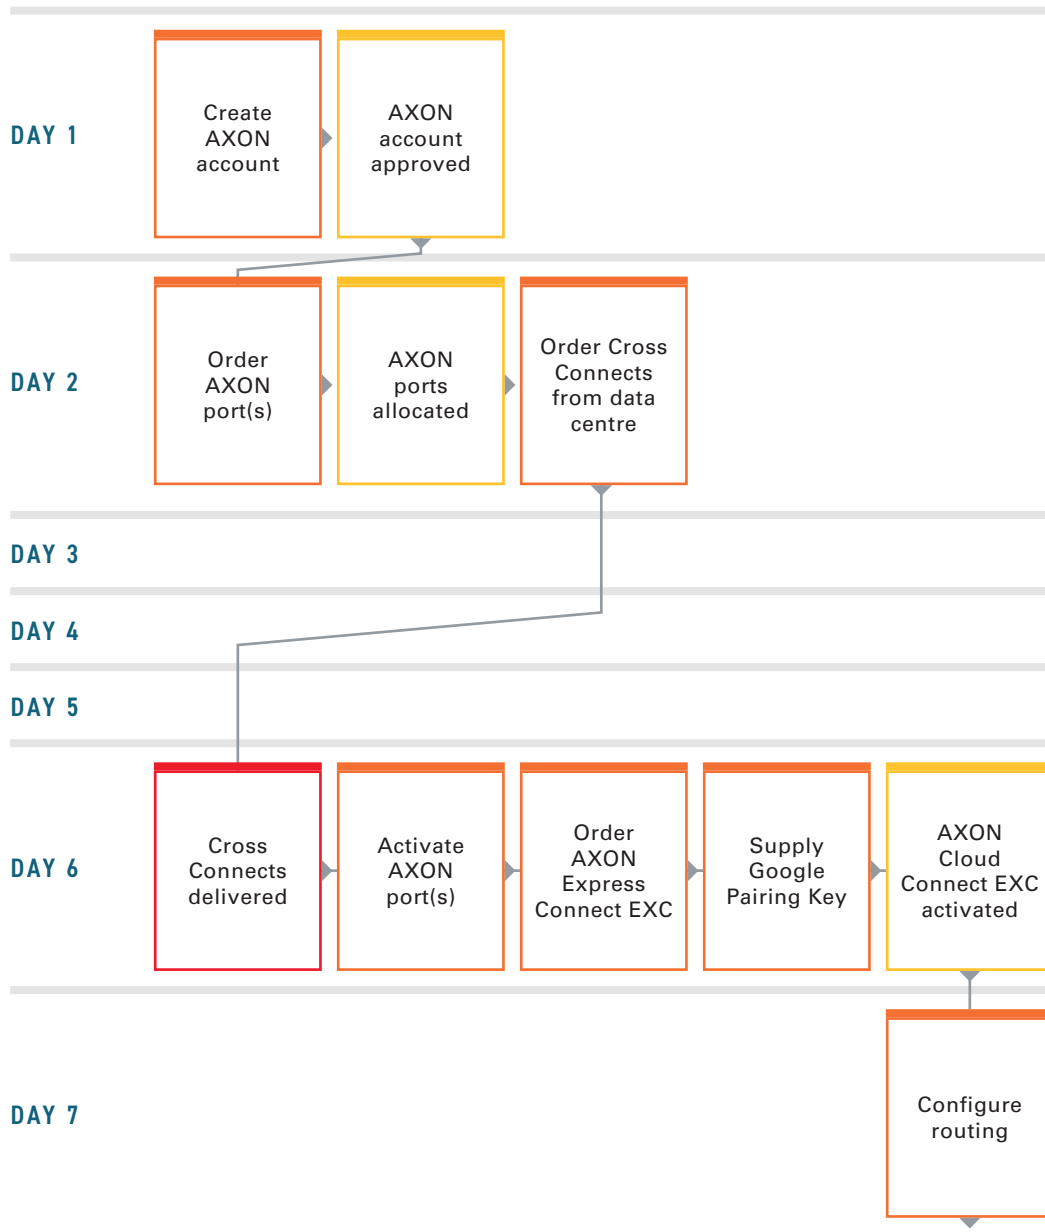 DAY 1
Create
AXON
account
AXON
account
approved
DAY 2
Order
AXON
port(s)
AXON
ports
allocated
Order Cross
Connects
from data
centre
DAY 3
DAY 4
DAY 5
DAY 6
Cross
Connects
delivered
Activate
AXON
port(s)
Order
AXON
Express
Connect EXC
Supply
Google
Pairing Key
AXON
Cloud
Connect EXC
activated
DAY 7
Configure
routing